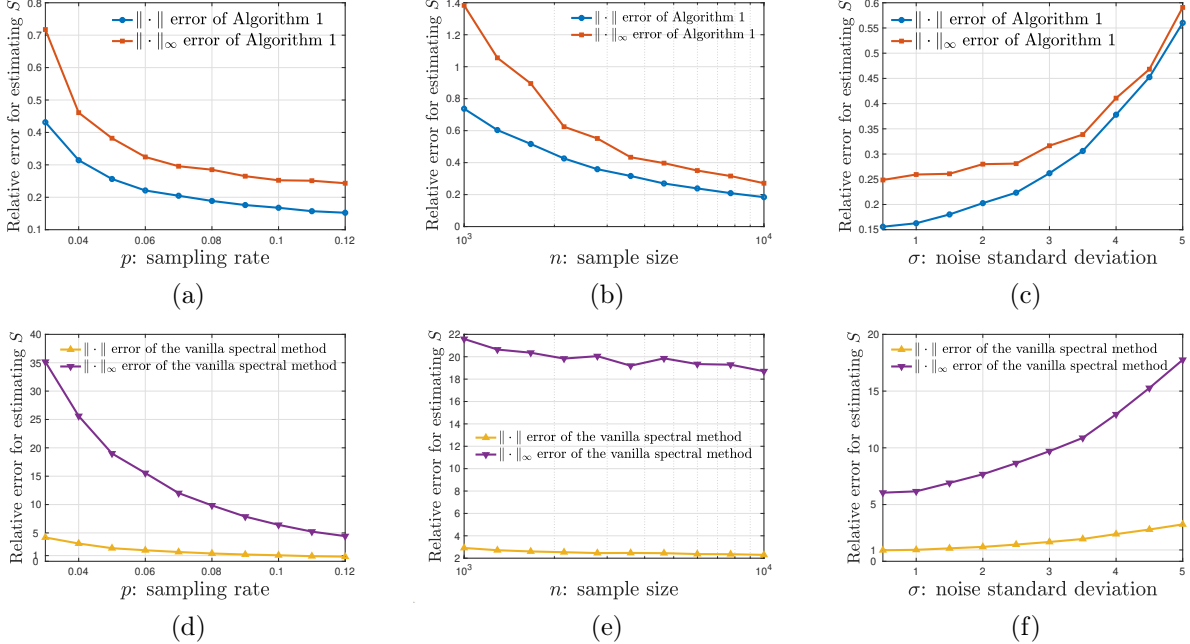 Relative error for estimating S
0.8
0.7
0.6
0.5
0.4
0.3
0.2
0.1
‖·‖ error of Algorithm 1
‖·‖∞ error of Algorithm 1
0.04 0.06 0.08 0.1 0.12
p: sampling rate
(a)
Relative error for estimating S
1.4
1.2
1
0.8
0.6
0.4
0.2
0
‖·‖ error of Algorithm 1
‖·‖∞ error of Algorithm 1
10³ 10⁴
n: sample size
(b)
Relative error for estimating S
0.6
0.55
0.5
0.45
0.4
0.35
0.3
0.25
0.2
0.15
‖·‖ error of Algorithm 1
‖·‖∞ error of Algorithm 1
1 2 3 4 5
σ: noise standard deviation
(c)
Relative error for estimating S
40
35
30
25
20
15
10
5
1
0
‖·‖ error of the vanilla spectral method
‖·‖∞ error of the vanilla spectral method
0.04 0.06 0.08 0.1 0.12
p: sampling rate
(d)
Relative error for estimating S
22
20
18
16
14
12
10
8
6
4
2
‖·‖ error of the vanilla spectral method
‖·‖∞ error of the vanilla spectral method
10³ 10⁴
n: sample size
(e)
Relative error for estimating S
20
15
10
5
1
0
‖·‖ error of the vanilla spectral method
‖·‖∞ error of the vanilla spectral method
1 2 3 4 5
σ: noise standard deviation
(f)